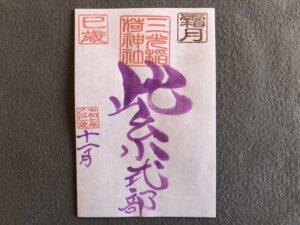 霜月
三光稲
荷神社
紫式部
巳歳
令和七年
十一月